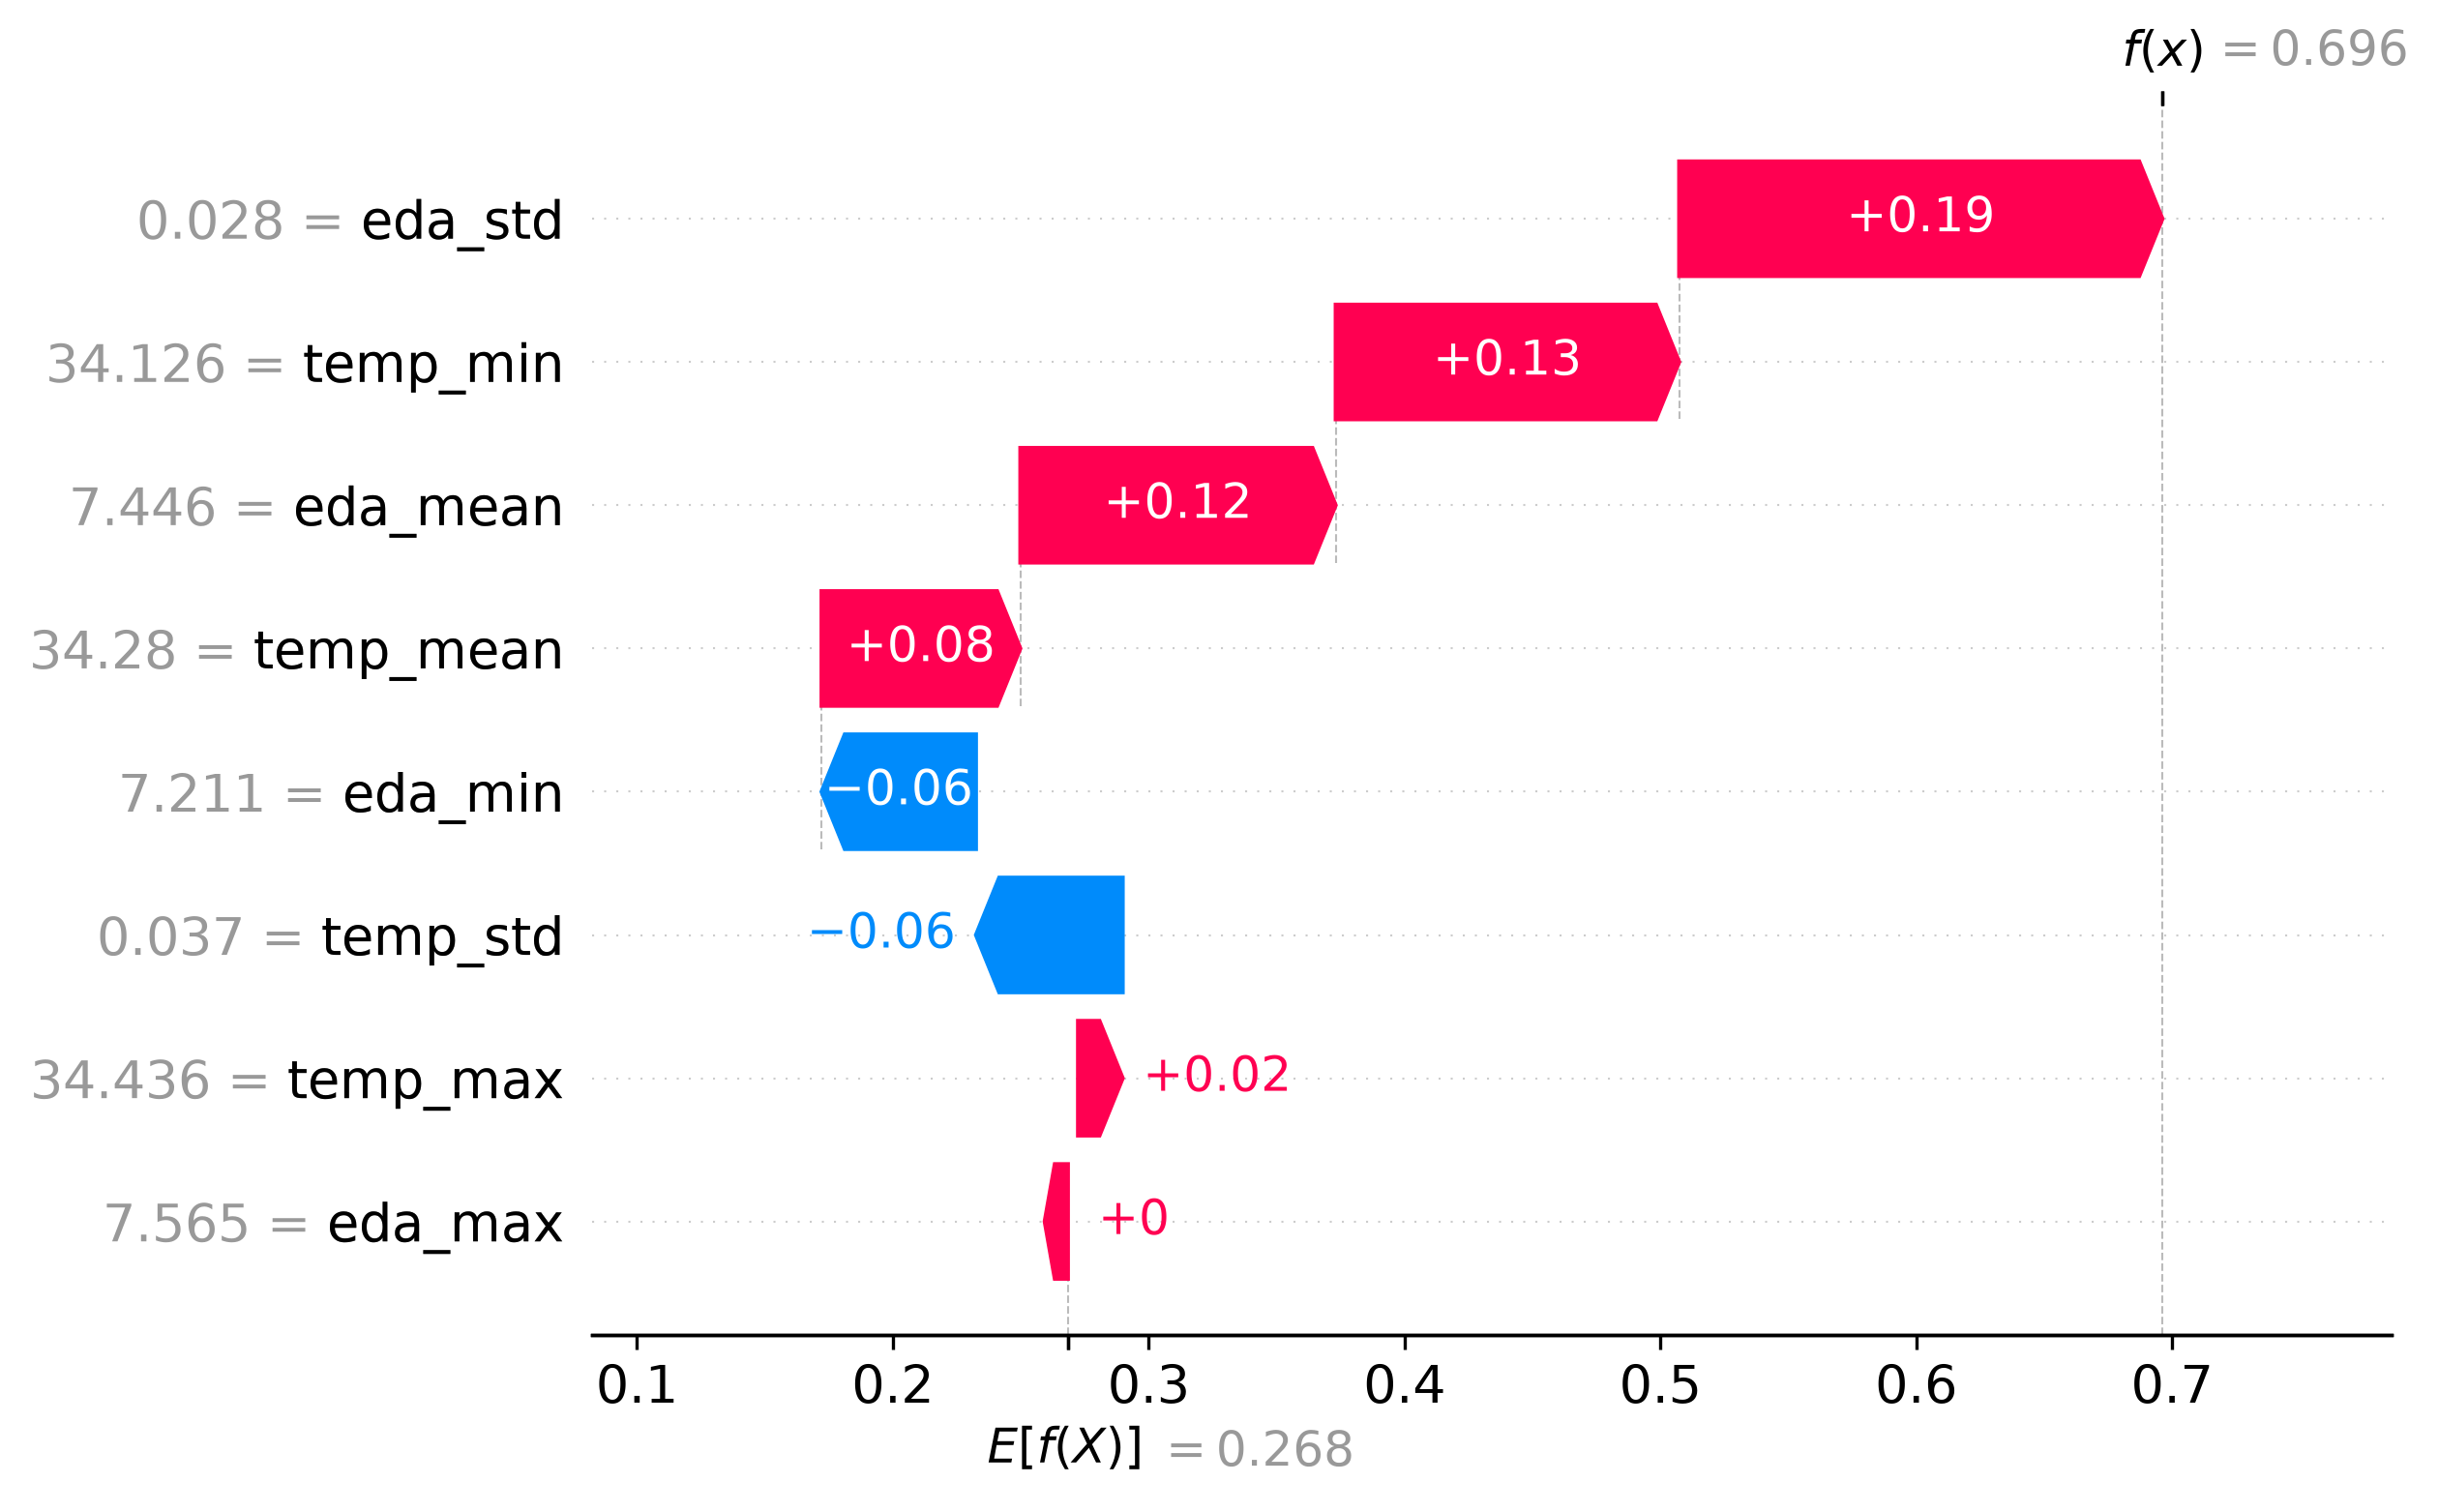 f(x) = 0.696
0.028 = eda_std
+0.19
34.126 = temp_min
+0.13
7.446 = eda_mean
+0.12
34.28 = temp_mean
+0.08
7.211 = eda_min
−0.06
0.037 = temp_std
−0.06
34.436 = temp_max
+0.02
7.565 = eda_max
+0
0.1 0.2 0.3 0.4 0.5 0.6 0.7
E[f(X)] = 0.268